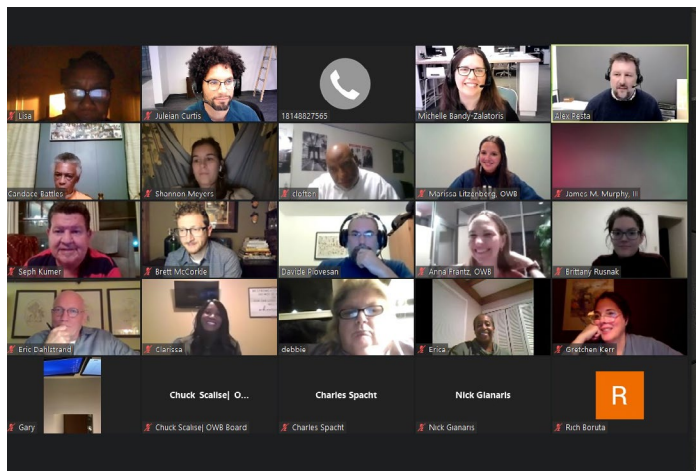 Lisa
Juleian Curtis
18148827565
Michelle Bandy-Zalatoris
Alex Pesta
Candace Battles
Shannon Meyers
clofton
Marissa Litzenberg, OWB
James M. Murphy, III
Seph Kumer
Brett McCorkle
Davide Piovesan
Anna Frantz, OWB
Brittany Rusnak
Eric Dahlstrand
Clarissa
debbie
Erica
Gretchen Kerr
Chuck Scalise| O...
Charles Spacht
Nick Gianaris
R
Gary
Chuck Scalise| OWB Board
Charles Spacht
Nick Gianaris
Rich Boruta